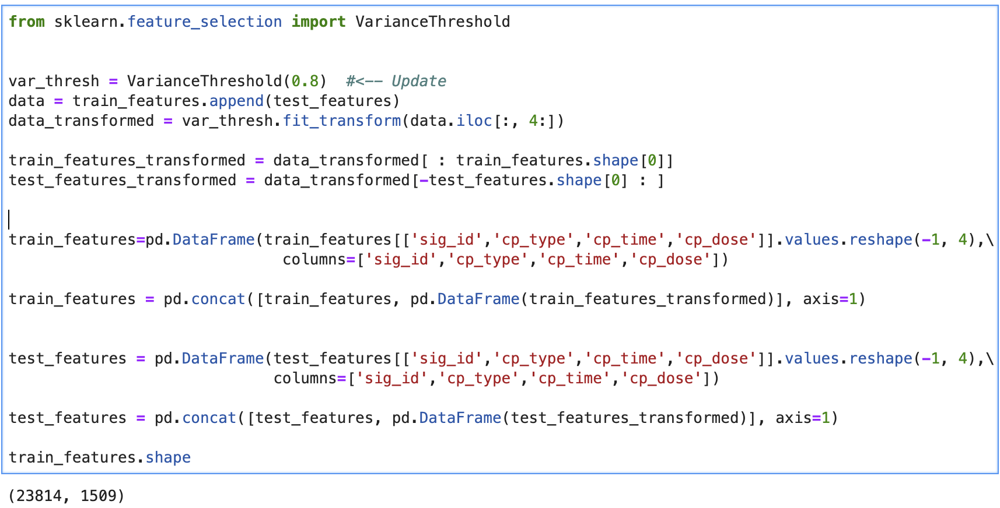 from sklearn.feature_selection import VarianceThreshold
var_thresh = VarianceThreshold(0.8)  #<-- Update
data = train_features.append(test_features)
data_transformed = var_thresh.fit_transform(data.iloc[:, 4:])
train_features_transformed = data_transformed[ : train_features.shape[0]]
test_features_transformed = data_transformed[-test_features.shape[0] : ]
train_features=pd.DataFrame(train_features[['sig_id','cp_type','cp_time','cp_dose']].values.reshape(-1, 4),\
                              columns=['sig_id','cp_type','cp_time','cp_dose'])
train_features = pd.concat([train_features, pd.DataFrame(train_features_transformed)], axis=1)
test_features = pd.DataFrame(test_features[['sig_id','cp_type','cp_time','cp_dose']].values.reshape(-1, 4),\
                             columns=['sig_id','cp_type','cp_time','cp_dose'])
test_features = pd.concat([test_features, pd.DataFrame(test_features_transformed)], axis=1)
train_features.shape
(23814, 1509)